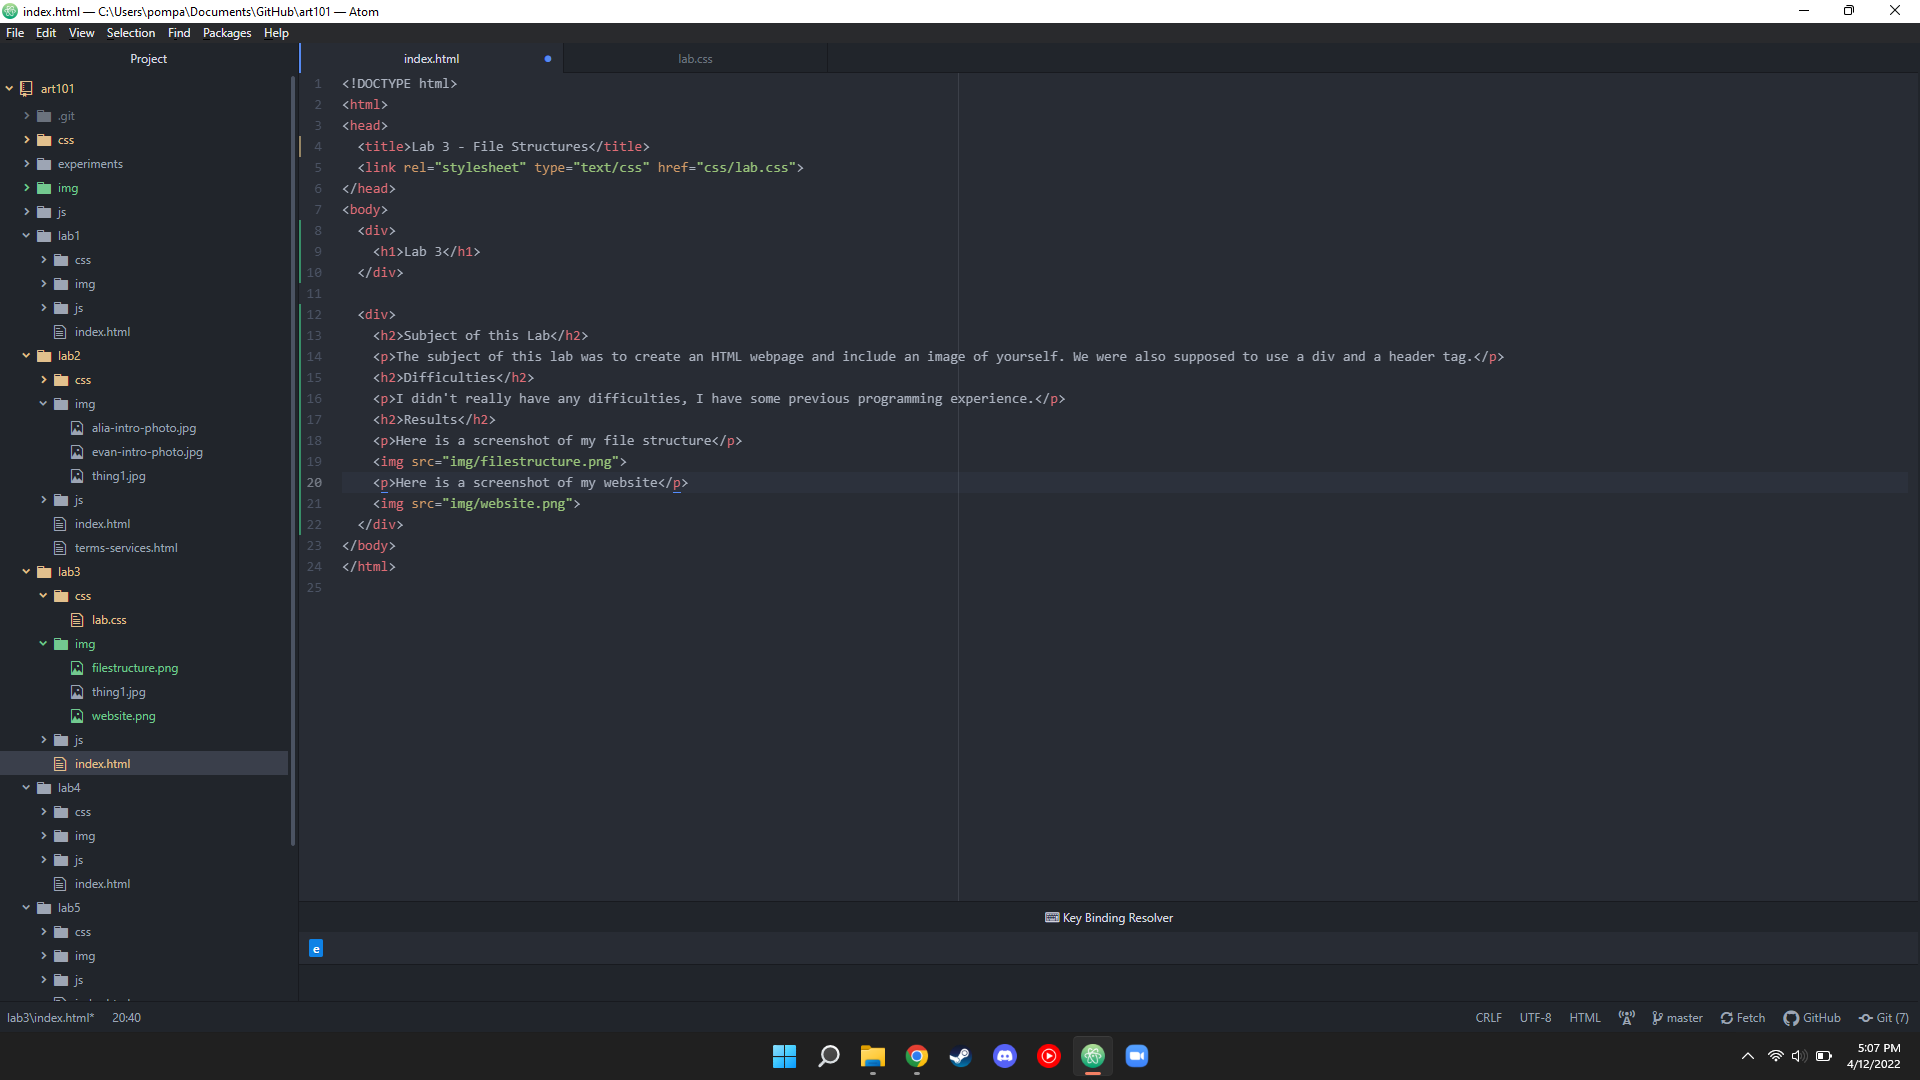 index.html — C:\Users\pompa\Documents\GitHub\art101 — Atom
File Edit View Selection Find Packages Help
Project
art101
.git
css
experiments
img
js
lab1
css
img
js
index.html
lab2
css
img
alia-intro-photo.jpg
evan-intro-photo.jpg
thing1.jpg
js
index.html
terms-services.html
lab3
css
lab.css
img
filestructure.png
thing1.jpg
website.png
js
index.html
lab4
css
img
js
index.html
lab5
css
img
js
index.html lab.css
1 <!DOCTYPE html>
2 <html>
3 <head>
4 <title>Lab 3 - File Structures</title>
5 <link rel="stylesheet" type="text/css" href="css/lab.css">
6 </head>
7 <body>
8 <div>
9 <h1>Lab 3</h1>
10 </div>
11
12 <div>
13 <h2>Subject of this Lab</h2>
14 <p>The subject of this lab was to create an HTML webpage and include an image of yourself. We were also supposed to use a div and a header tag.</p>
15 <h2>Difficulties</h2>
16 <p>I didn't really have any difficulties, I have some previous programming experience.</p>
17 <h2>Results</h2>
18 <p>Here is a screenshot of my file structure</p>
19 <img src="img/filestructure.png">
20 <p>Here is a screenshot of my website</p>
21 <img src="img/website.png">
22 </div>
23 </body>
24 </html>
25
Key Binding Resolver
e
lab3\index.html* 20:40 CRLF UTF-8 HTML master Fetch GitHub Git (7)
5:07 PM
4/12/2022